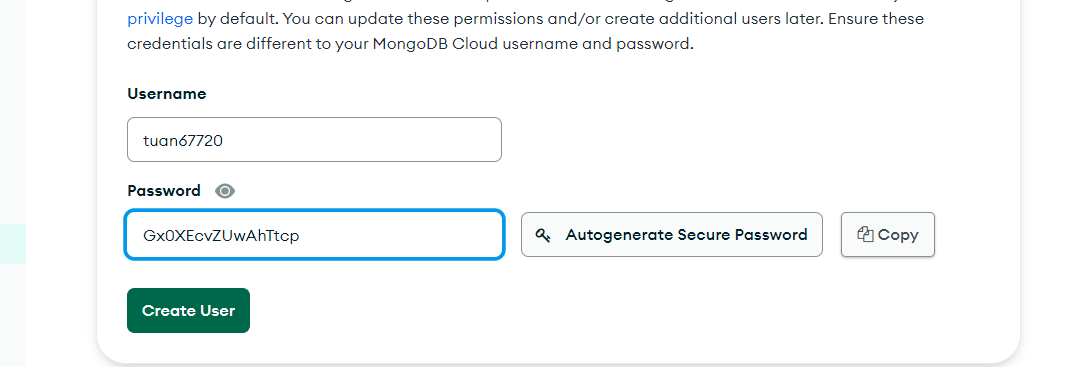 privilege by default. You can update these permissions and/or create additional users later. Ensure these
credentials are different to your MongoDB Cloud username and password.
Username
tuan67720
Password
Gx0XEcvZUwAhTtcp
Autogenerate Secure Password
Copy
Create User